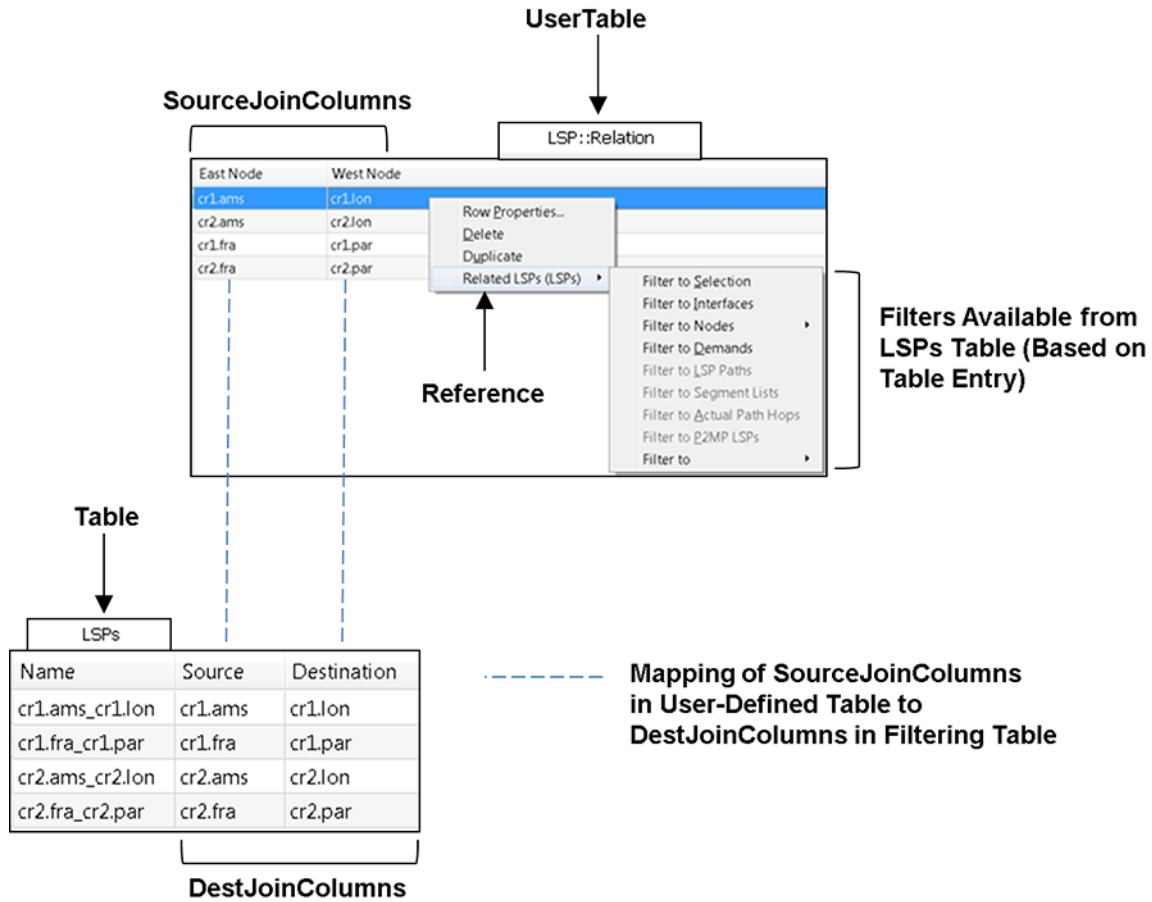 UserTable
SourceJoinColumns
LSP::Relation
East Node West Node
cr1.ams cr1.lon
cr2.ams cr2.lon
cr1.fra cr1.par
cr2.fra cr2.par
Row Properties...
Delete
Duplicate
Related LSPs (LSPs)
Filter to Selection
Filter to Interfaces
Filter to Nodes
Filter to Demands
Filter to LSP Paths
Filter to Segment Lists
Filter to Actual Path Hops
Filter to P2MP LSPs
Filter to
Filters Available from
LSPs Table (Based on
Table Entry)
Reference
Table
LSPs
Name Source Destination
cr1.ams_cr1.lon cr1.ams cr1.lon
cr1.fra_cr1.par cr1.fra cr1.par
cr2.ams_cr2.lon cr2.ams cr2.lon
cr2.fra_cr2.par cr2.fra cr2.par
DestJoinColumns
Mapping of SourceJoinColumns
in User-Defined Table to
DestJoinColumns in Filtering Table